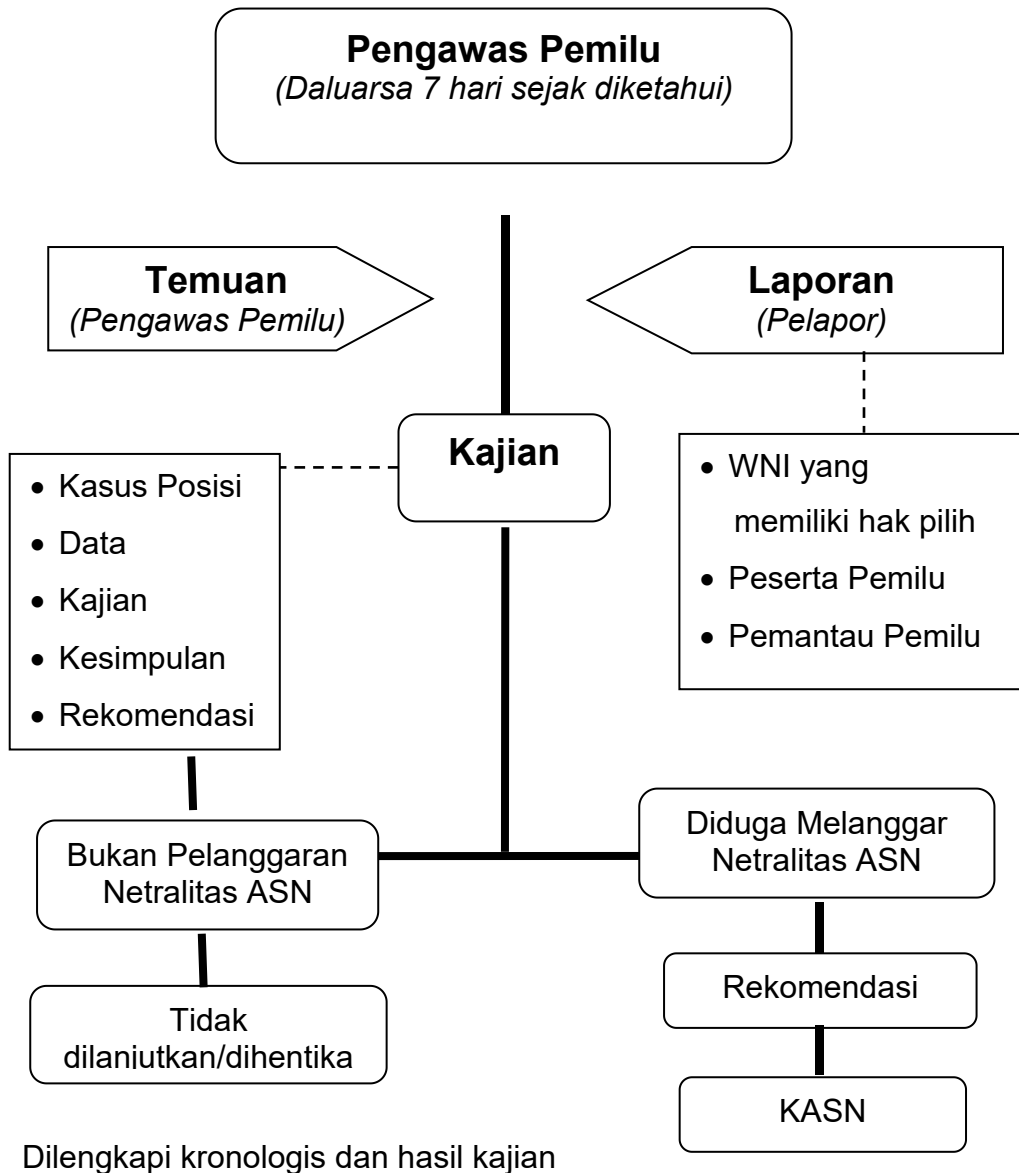 Pengawas Pemilu
(Daluarsa 7 hari sejak diketahui)
Temuan
(Pengawas Pemilu)
Laporan
(Pelapor)
Kajian
• Kasus Posisi
• Data
• Kajian
• Kesimpulan
• Rekomendasi
• WNI yang
memiliki hak pilih
• Peserta Pemilu
• Pemantau Pemilu
Bukan Pelanggaran
Netralitas ASN
Diduga Melanggar
Netralitas ASN
Tidak
dilanjutkan/dihentika
Rekomendasi
KASN
Dilengkapi kronologis dan hasil kajian